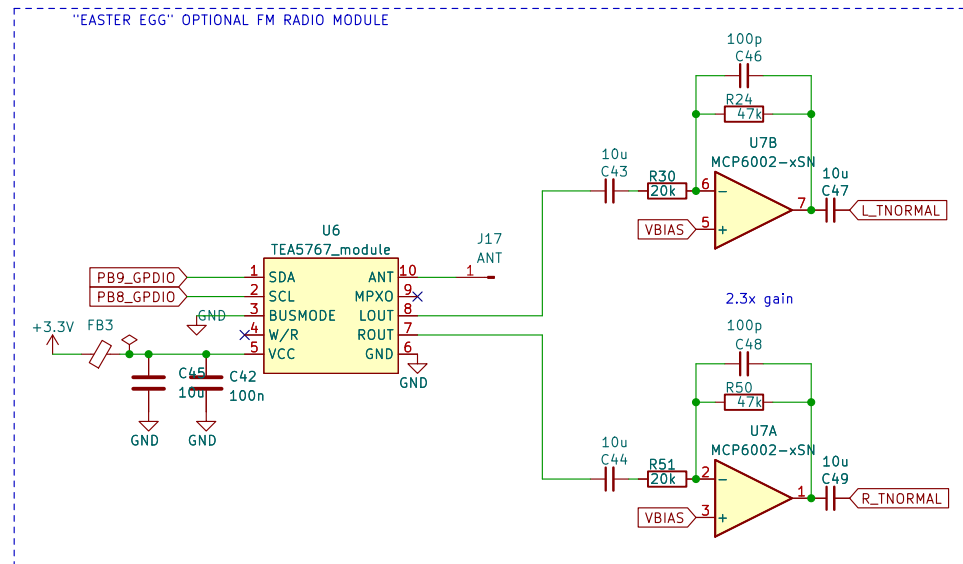 "EASTER EGG" OPTIONAL FM RADIO MODULE
100p
C46
R24
47k
U7B
MCP6002-xSN
10u
C43
R30
20k
6
−
7
10u
C47
L_TNORMAL
VBIAS
5
+
U6
TEA5767_module
J17
ANT
PB9_GPDIO
1
SDA
ANT
10
1
PB8_GPDIO
2
SCL
MPXO
9
GND
3
BUSMODE
LOUT
8
+3.3V
FB3
4
W/R
ROUT
7
5
VCC
GND
6
GND
C45
10u
C42
100n
GND
GND
2.3x gain
100p
C48
R50
47k
U7A
MCP6002-xSN
10u
C44
R51
20k
2
−
1
10u
C49
R_TNORMAL
VBIAS
3
+